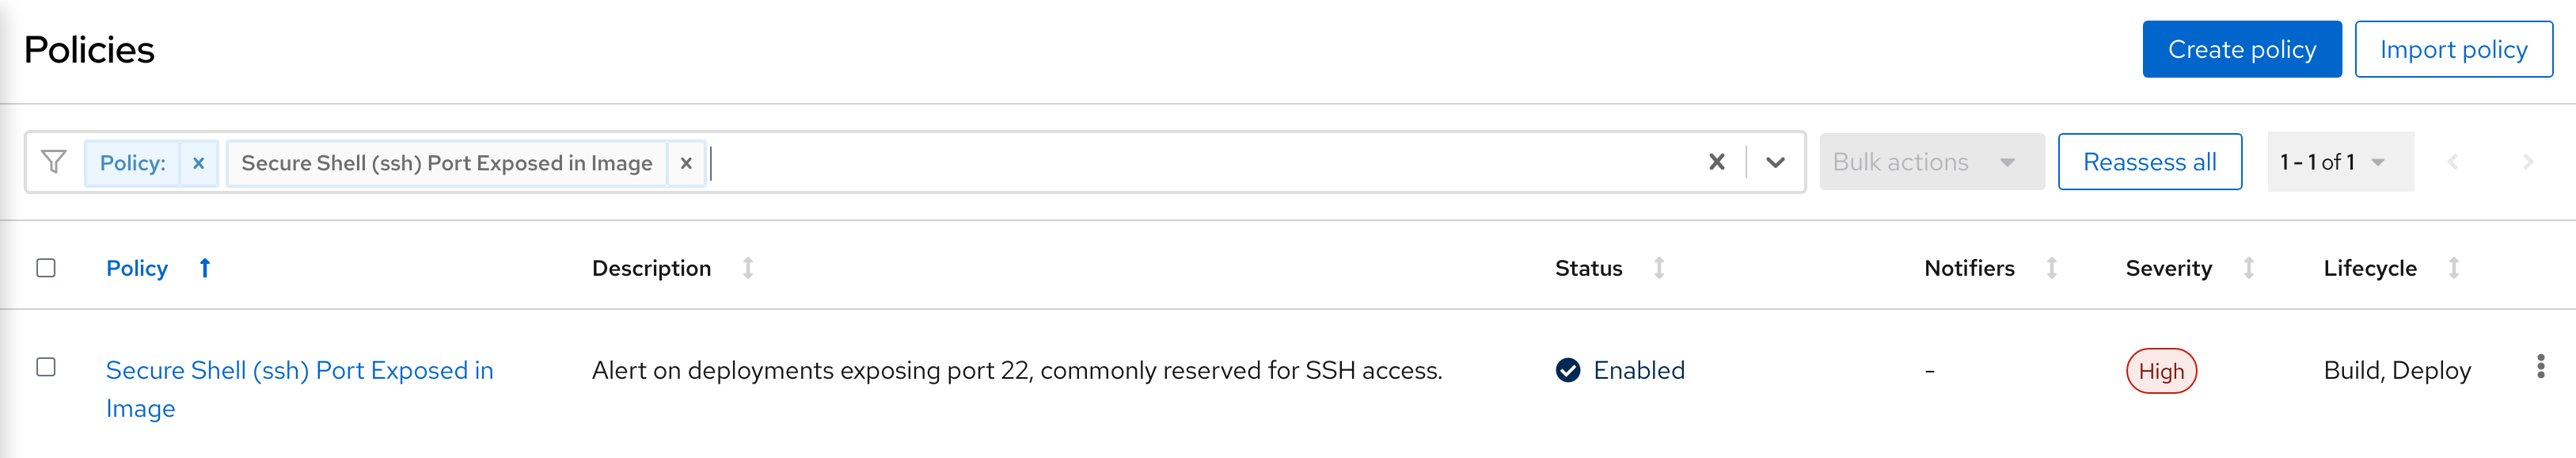 Policies
Create policy
Import policy
Policy: × Secure Shell (ssh) Port Exposed in Image ×
Bulk actions
Reassess all
1 - 1 of 1
Policy
Description
Status
Notifiers
Severity
Lifecycle
Secure Shell (ssh) Port Exposed in
Image
Alert on deployments exposing port 22, commonly reserved for SSH access.
Enabled
-
High
Build, Deploy